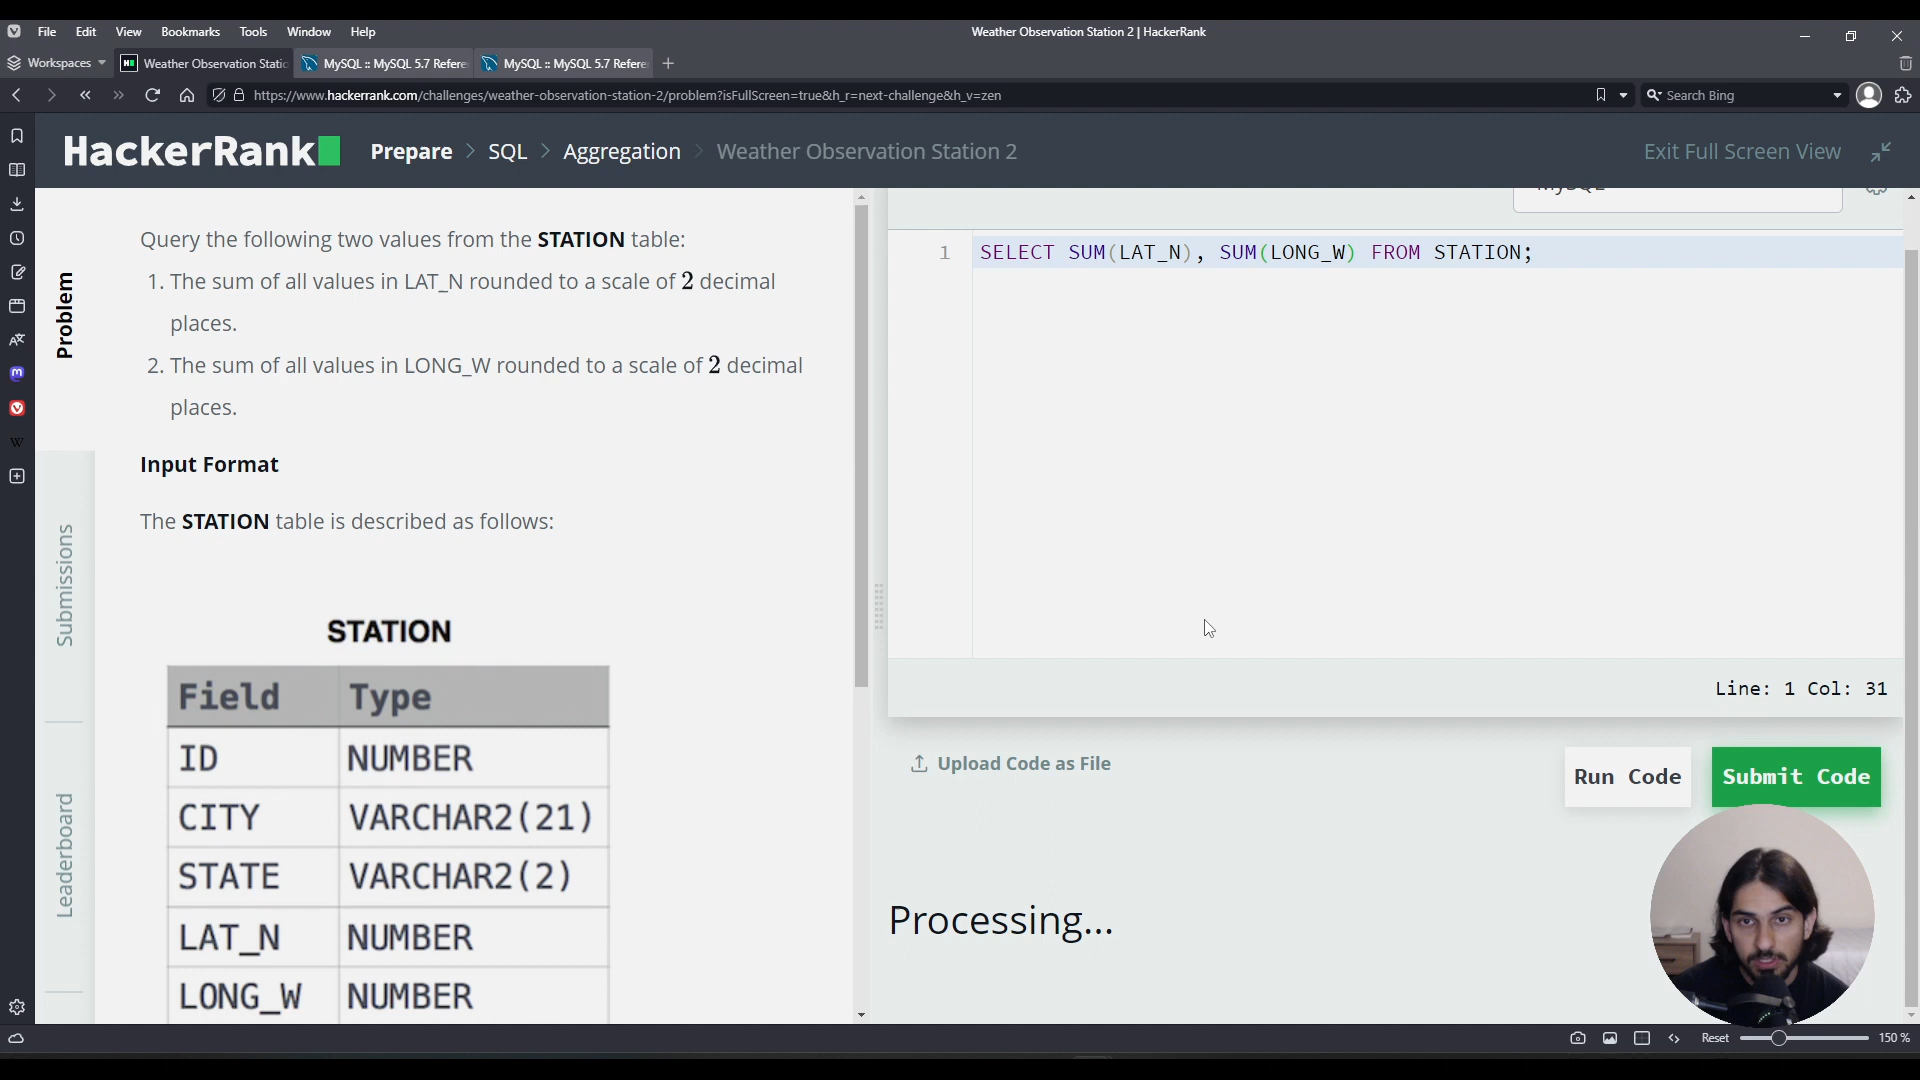 File Edit View Bookmarks Tools Window Help
Weather Observation Station 2 | HackerRank
Workspaces
Weather Observation Static
MySQL :: MySQL 5.7 Refere
MySQL :: MySQL 5.7 Refere
https://www.hackerrank.com/challenges/weather-observation-station-2/problem?isFullScreen=true&h_r=next-challenge&h_v=zen
Search Bing
HackerRank
Prepare > SQL > Aggregation > Weather Observation Station 2
Exit Full Screen View
Problem
Submissions
Leaderboard
Query the following two values from the STATION table:
1. The sum of all values in LAT_N rounded to a scale of 2 decimal
places.
2. The sum of all values in LONG_W rounded to a scale of 2 decimal
places.
Input Format
The STATION table is described as follows:
STATION
Field Type
ID NUMBER
CITY VARCHAR2(21)
STATE VARCHAR2(2)
LAT_N NUMBER
LONG_W NUMBER
MySQL
1 SELECT SUM(LAT_N), SUM(LONG_W) FROM STATION;
Line: 1 Col: 31
Upload Code as File
Run Code
Submit Code
Processing...
Reset
150 %